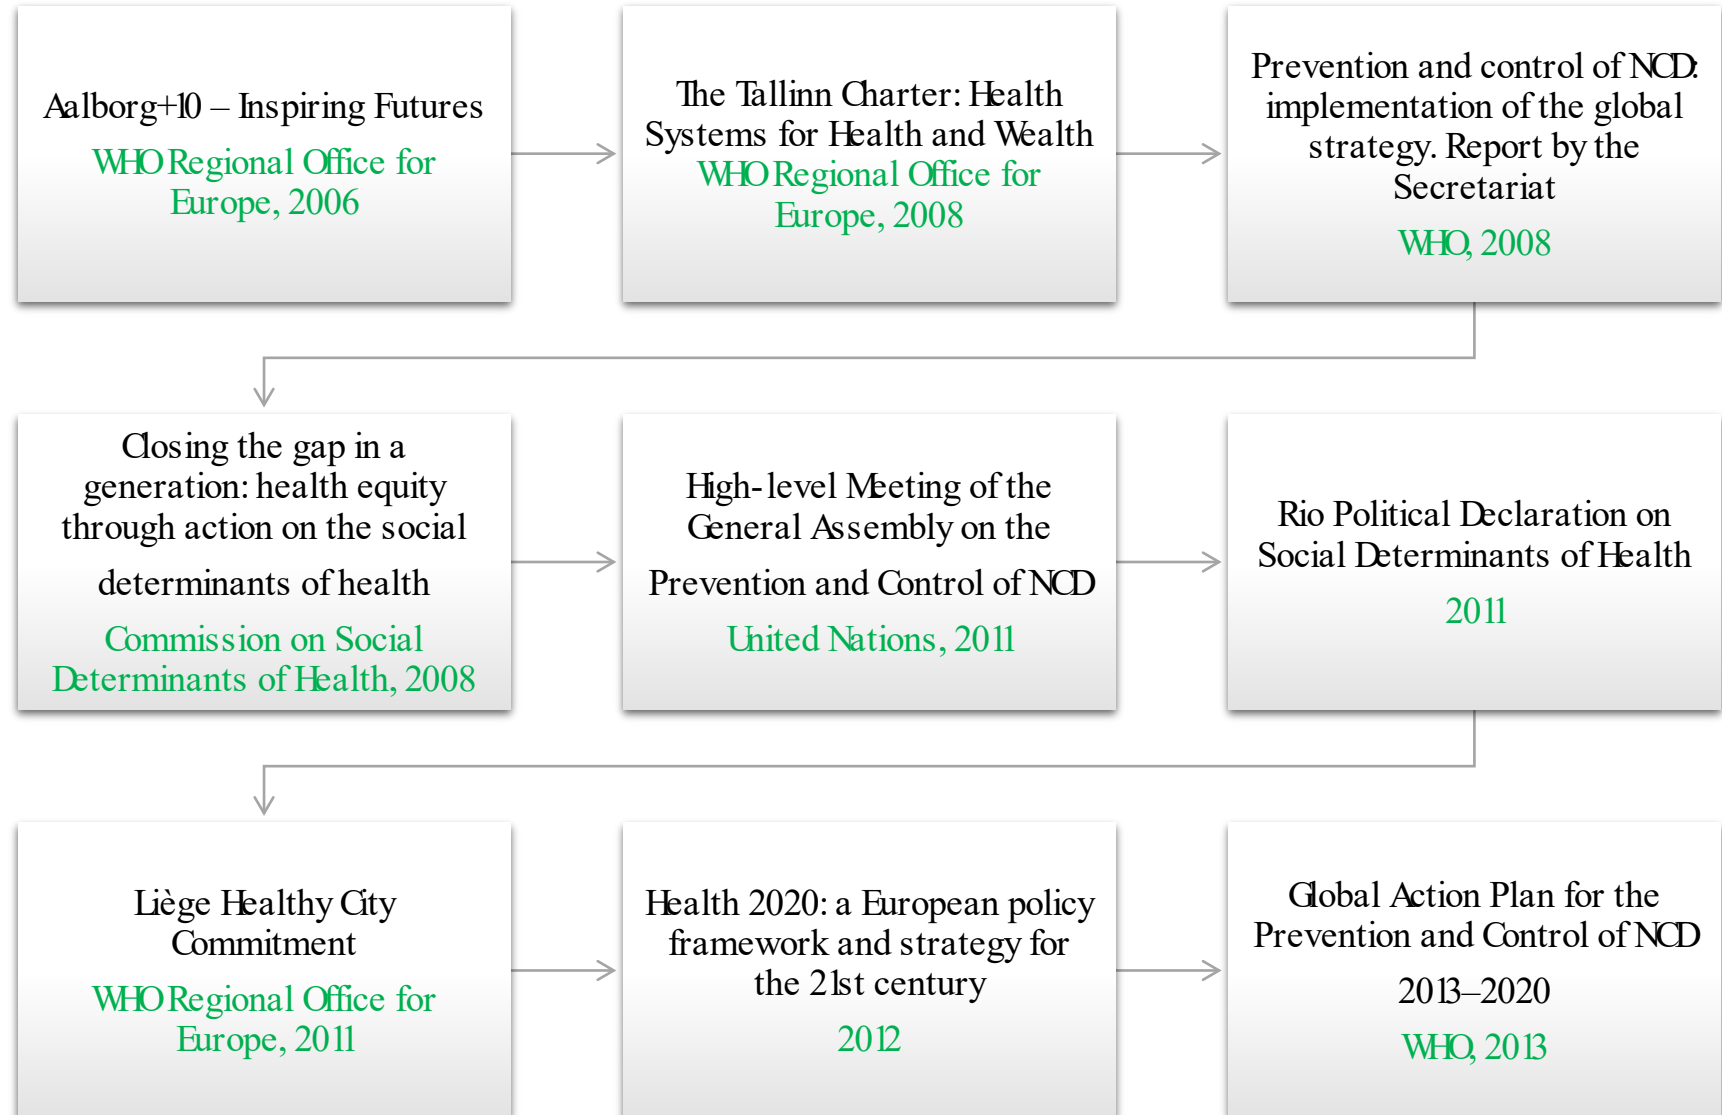 Aalborg+10 – Inspiring Futures
WHO Regional Office for
Europe, 2006
The Tallinn Charter: Health
Systems for Health and Wealth
WHO Regional Office for
Europe, 2008
Prevention and control of NCD:
implementation of the global
strategy. Report by the
Secretariat
WHO, 2008
Closing the gap in a
generation: health equity
through action on the social
determinants of health
Commission on Social
Determinants of Health, 2008
High-level Meeting of the
General Assembly on the
Prevention and Control of NCD
United Nations, 2011
Rio Political Declaration on
Social Determinants of Health
2011
Liège Healthy City
Commitment
WHO Regional Office for
Europe, 2011
Health 2020: a European policy
framework and strategy for
the 21st century
2012
Global Action Plan for the
Prevention and Control of NCD
2013–2020
WHO, 2013